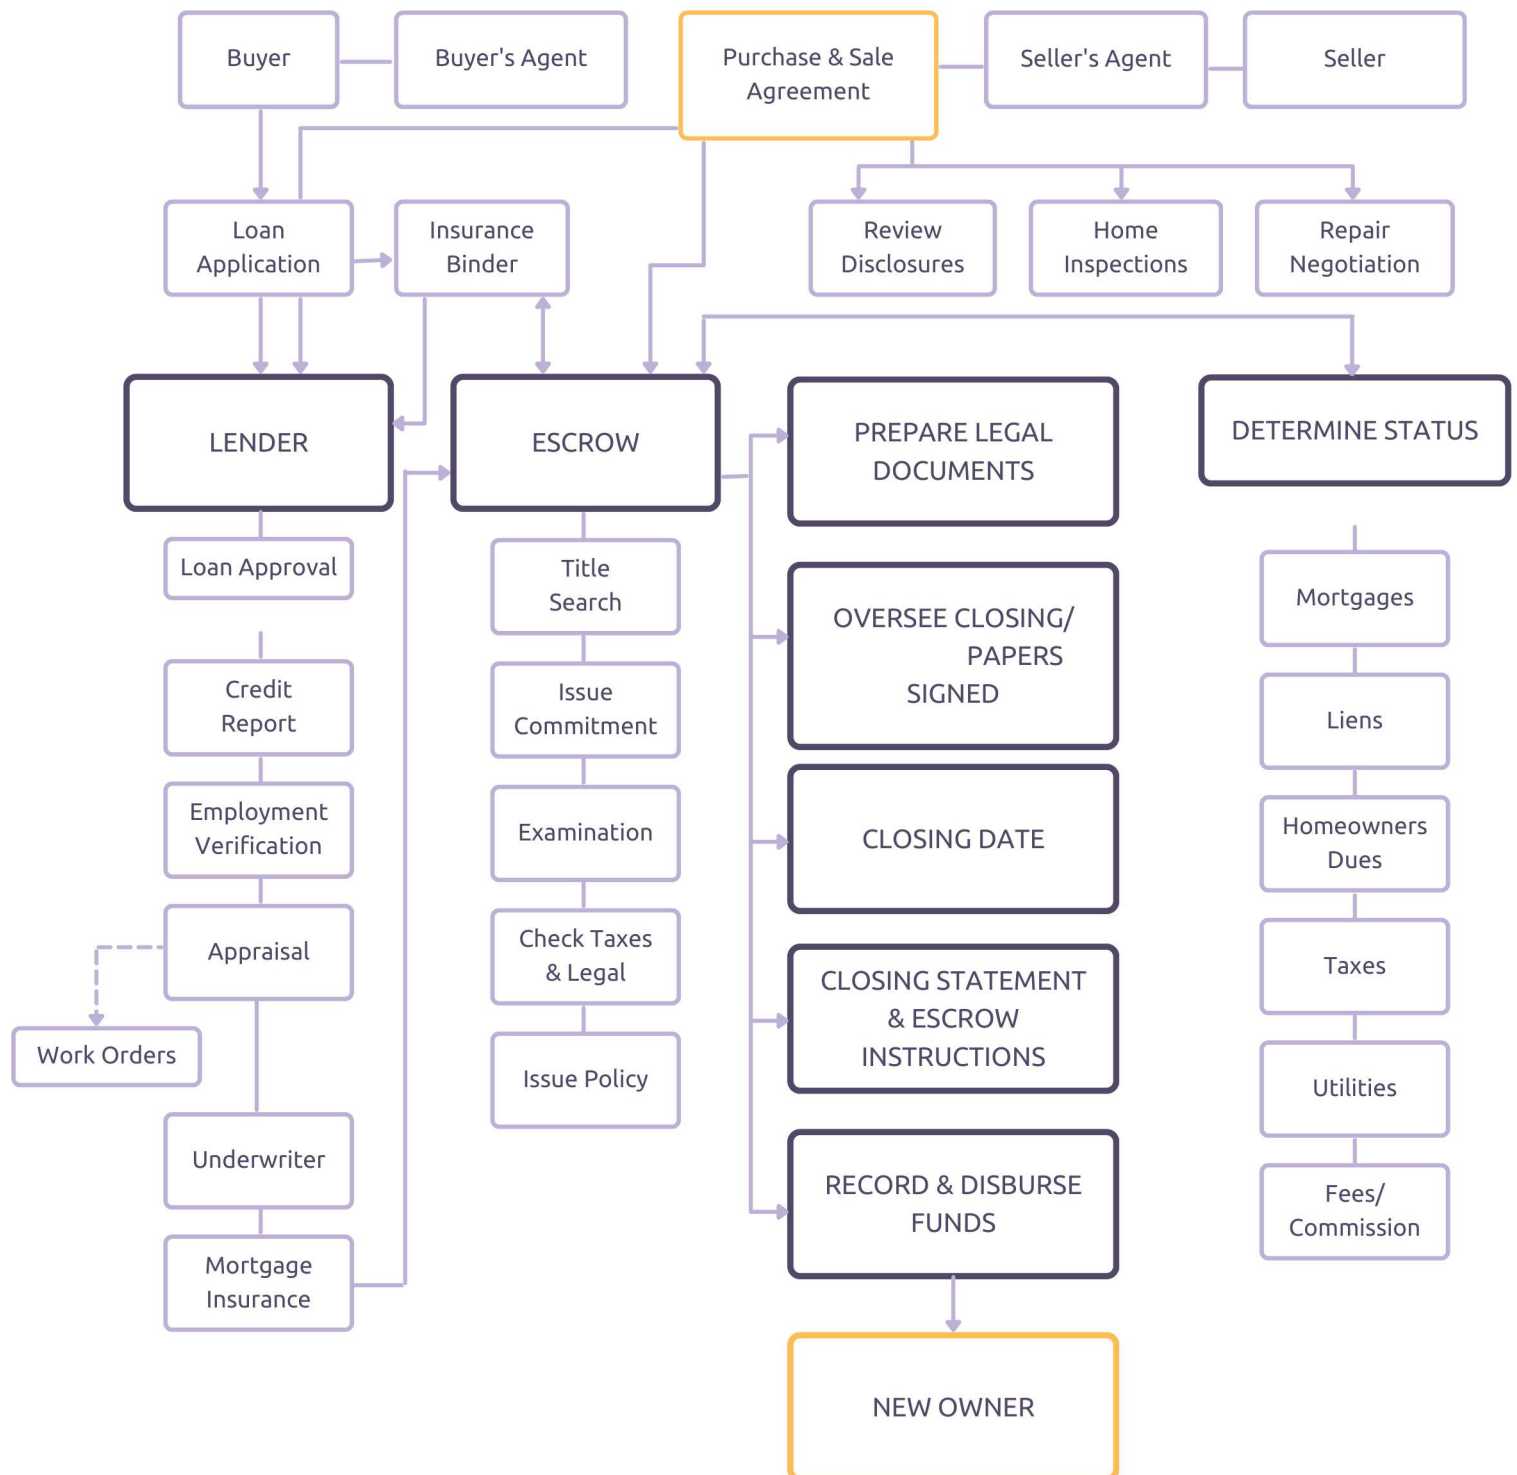 Buyer
Buyer's Agent
Purchase & Sale
Agreement
Seller's Agent
Seller
Loan
Application
Insurance
Binder
Review
Disclosures
Home
Inspections
Repair
Negotiation
LENDER
Loan Approval
Credit
Report
Employment
Verification
Appraisal
Work Orders
Underwriter
Mortgage
Insurance
ESCROW
Title
Search
Issue
Commitment
Examination
Check Taxes
& Legal
Issue Policy
PREPARE LEGAL
DOCUMENTS
OVERSEE CLOSING/
PAPERS
SIGNED
CLOSING DATE
CLOSING STATEMENT
& ESCROW
INSTRUCTIONS
RECORD & DISBURSE
FUNDS
NEW OWNER
DETERMINE STATUS
Mortgages
Liens
Homeowners
Dues
Taxes
Utilities
Fees/
Commission